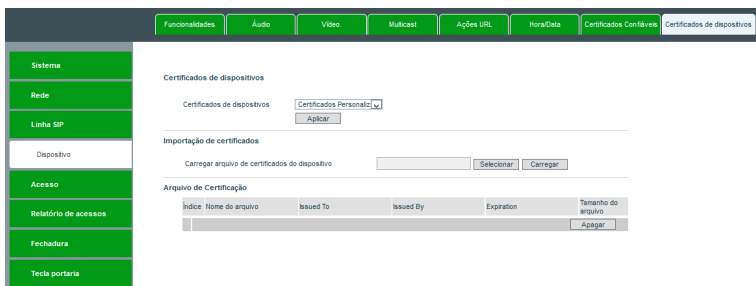 Funcionalidades Áudio Vídeo. Multicast Ações URL Hora/Data Certificados Confiáveis Certificados de dispositivos
Sistema
Rede
Linha SIP
Dispositivo
Acesso
Relatório de acessos
Fechadura
Tecla portaria
Certificados de dispositivos
Certificados de dispositivos Certificados Personaliz
Aplicar
Importação de certificados
Carregar arquivo de certificados do dispositivo Selecionar Carregar
Arquivo de Certificação
Índice Nome do arquivo Issued To Issued By Expiration Tamanho do
arquivo
Apagar